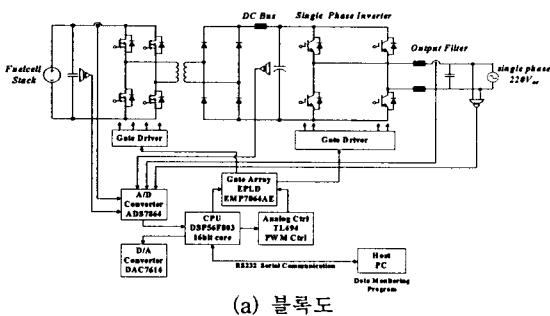 DC Bus
Single Phase Inverter
Output Filter
Fuelcell
Stack
single phase
220Vac
Gate Driver
Gate Driver
Gate Array
EPLD
EMP7064AE
A/D
Converter
ADS7864
CPU
DSP56F803
16bit core
Analog Ctrl
TL494
PWM Ctrl
D/A
Converter
DAC7614
RS232 Serial Communication
Host
PC
Data Monitoring
Program
(a) 블록도